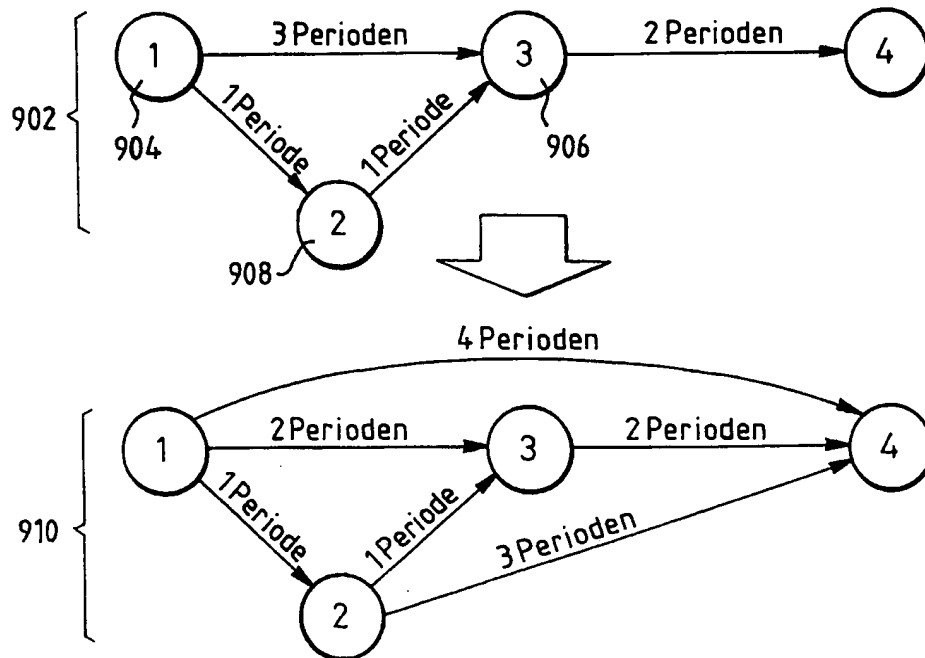 1
3 Perioden
3
2 Perioden
4
902
904
1 Periode
1 Periode
906
2
908
4 Perioden
1
2 Perioden
3
2 Perioden
4
910
1 Periode
1 Periode
3 Perioden
2